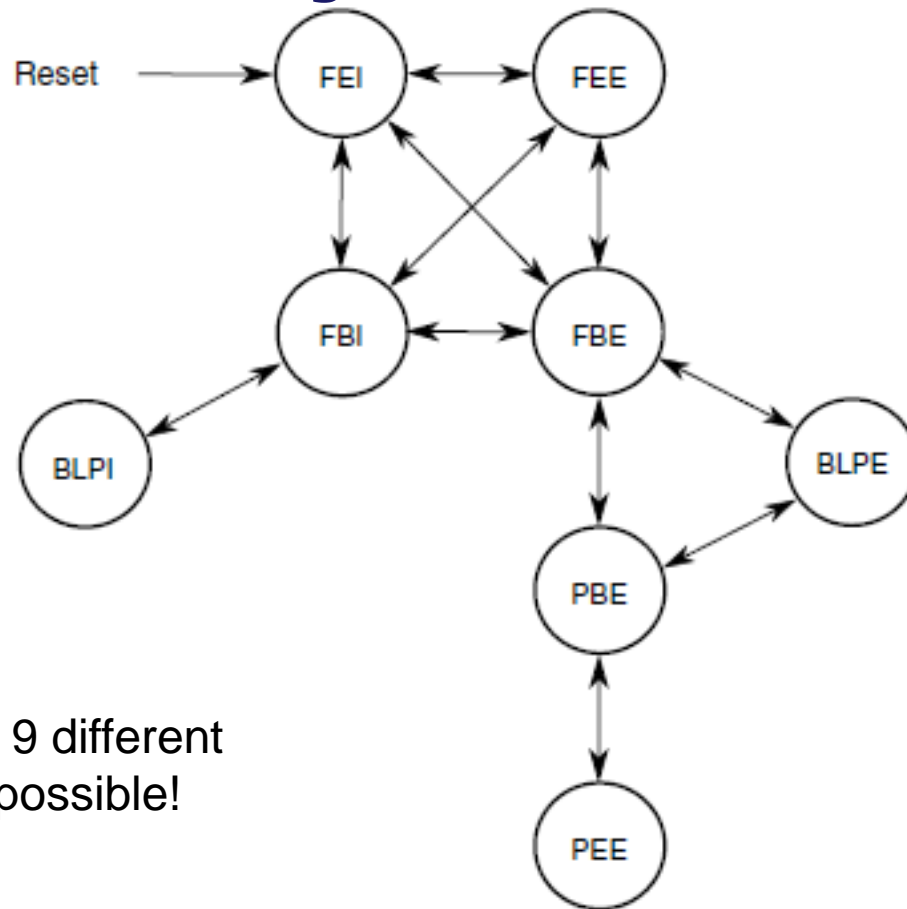 Reset
FEI
FEE
FBI
FBE
BLPI
BLPE
PBE
9 different
possible!
PEE